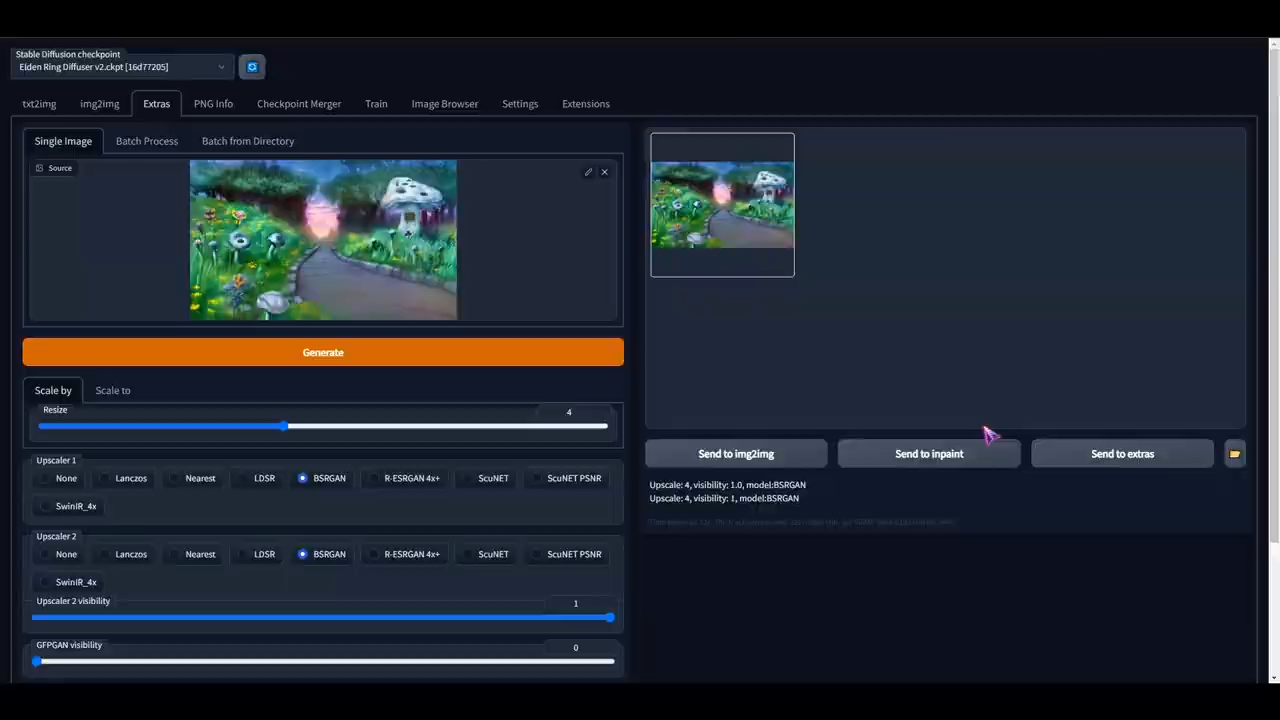 Stable Diffusion checkpoint
Elden Ring Diffuser v2.ckpt [16d77205]
txt2img img2img Extras PNG Info Checkpoint Merger Train Image Browser Settings Extensions
Single Image Batch Process Batch from Directory
Source
Generate
Scale by Scale to
Resize 4
Upscaler 1
None Lanczos Nearest LDSR BSRGAN R-ESRGAN 4x+ ScuNET ScuNET PSNR
SwinIR_4x
Upscaler 2
None Lanczos Nearest LDSR BSRGAN R-ESRGAN 4x+ ScuNET ScuNET PSNR
SwinIR_4x
Upscaler 2 visibility 1
GFPGAN visibility 0
Send to img2img Send to inpaint Send to extras
Upscale: 4, visibility: 1.0, model:BSRGAN
Upscale: 4, visibility: 1, model:BSRGAN